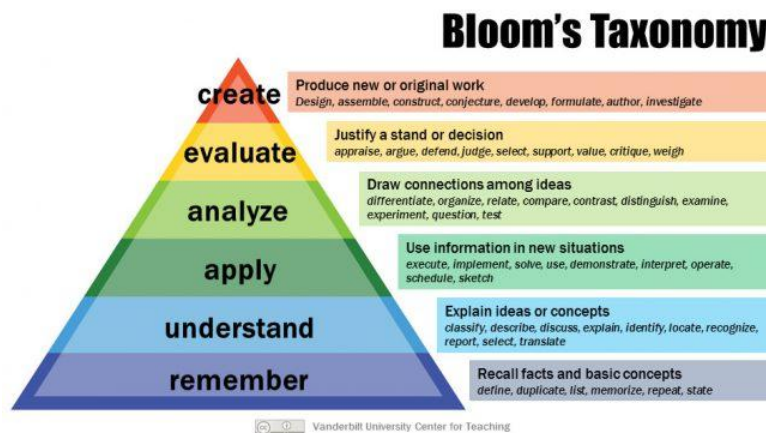 Bloom's Taxonomy
create
Produce new or original work
Design, assemble, construct, conjecture, develop, formulate, author, investigate
evaluate
Justify a stand or decision
appraise, argue, defend, judge, select, support, value, critique, weigh
analyze
Draw connections among ideas
differentiate, organize, relate, compare, contrast, distinguish, examine,
experiment, question, test
apply
Use information in new situations
execute, implement, solve, use, demonstrate, interpret, operate,
schedule, sketch
understand
Explain ideas or concepts
classify, describe, discuss, explain, identify, locate, recognize,
report, select, translate
remember
Recall facts and basic concepts
define, duplicate, list, memorize, repeat, state
cc
Vanderbilt University Center for Teaching